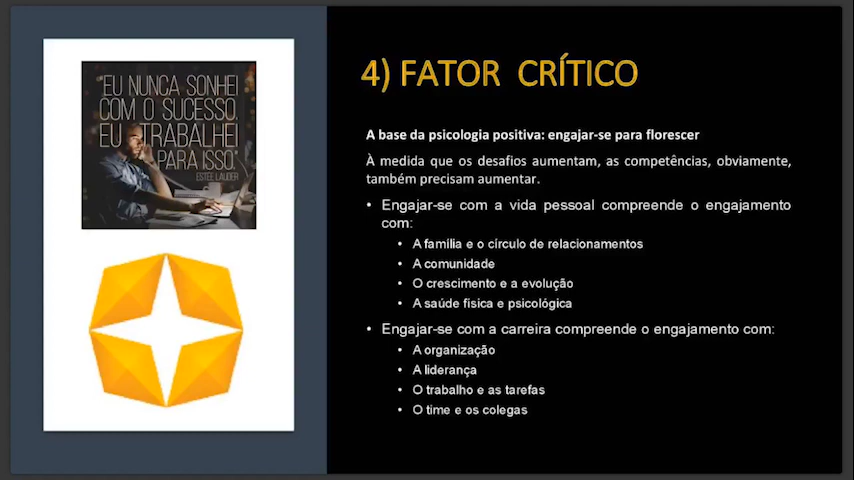 "EU NUNCA SONHEI
COM O SUCESSO.
EU TRABALHEI
PARA ISSO."
ESTÉE LAUDER
4) FATOR CRÍTICO
A base da psicologia positiva: engajar-se para florescer
À medida que os desafios aumentam, as competências, obviamente,
também precisam aumentar.
• Engajar-se com a vida pessoal compreende o engajamento
com:
• A família e o círculo de relacionamentos
• A comunidade
• O crescimento e a evolução
• A saúde física e psicológica
• Engajar-se com a carreira compreende o engajamento com:
• A organização
• A liderança
• O trabalho e as tarefas
• O time e os colegas